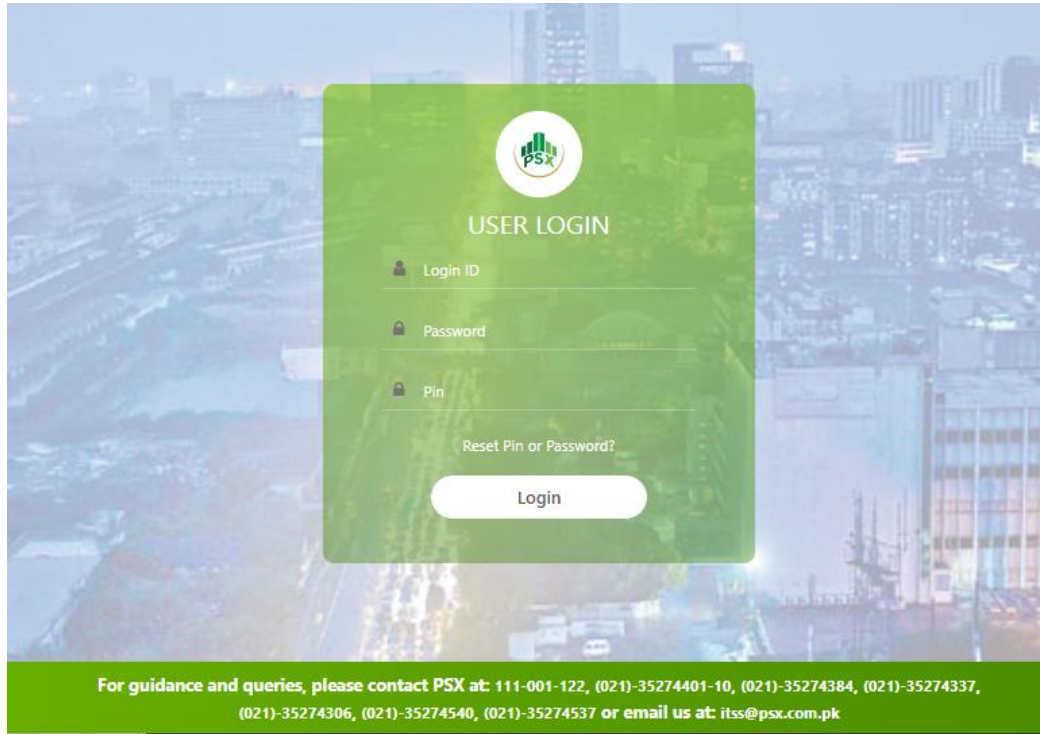 PSX
USER LOGIN
Login ID
Password
Pin
Reset Pin or Password?
Login
For guidance and queries, please contact PSX at: 111-001-122, (021)-35274401-10, (021)-35274384, (021)-35274337,
(021)-35274306, (021)-35274540, (021)-35274537 or email us at: itss@psx.com.pk